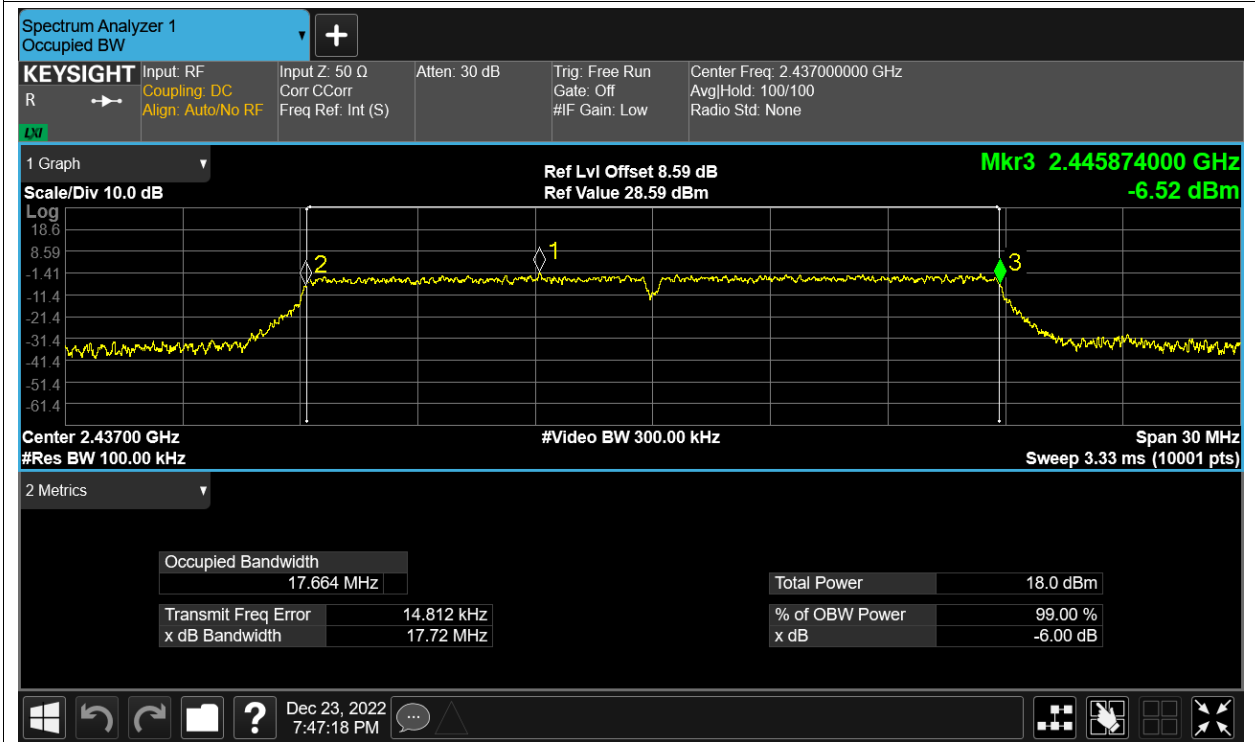 Spectrum Analyzer 1
Occupied BW
KEYSIGHT
R
LXI
Input: RF
Coupling: DC
Align: Auto/No RF
Input Z: 50 Ω
Corr CCorr
Freq Ref: Int (S)
Atten: 30 dB
Trig: Free Run
Gate: Off
#IF Gain: Low
Center Freq: 2.437000000 GHz
Avg|Hold: 100/100
Radio Std: None
1 Graph
Scale/Div 10.0 dB
Ref Lvl Offset 8.59 dB
Ref Value 28.59 dBm
Mkr3 2.445874000 GHz
-6.52 dBm
Log
18.6
8.59
-1.41
-11.4
-21.4
-31.4
-41.4
-51.4
-61.4
2
1
3
Center 2.43700 GHz
#Res BW 100.00 kHz
#Video BW 300.00 kHz
Span 30 MHz
Sweep 3.33 ms (10001 pts)
2 Metrics
Occupied Bandwidth
17.664 MHz
Transmit Freq Error 14.812 kHz
x dB Bandwidth 17.72 MHz
Total Power 18.0 dBm
% of OBW Power 99.00 %
x dB -6.00 dB
?
Dec 23, 2022
7:47:18 PM